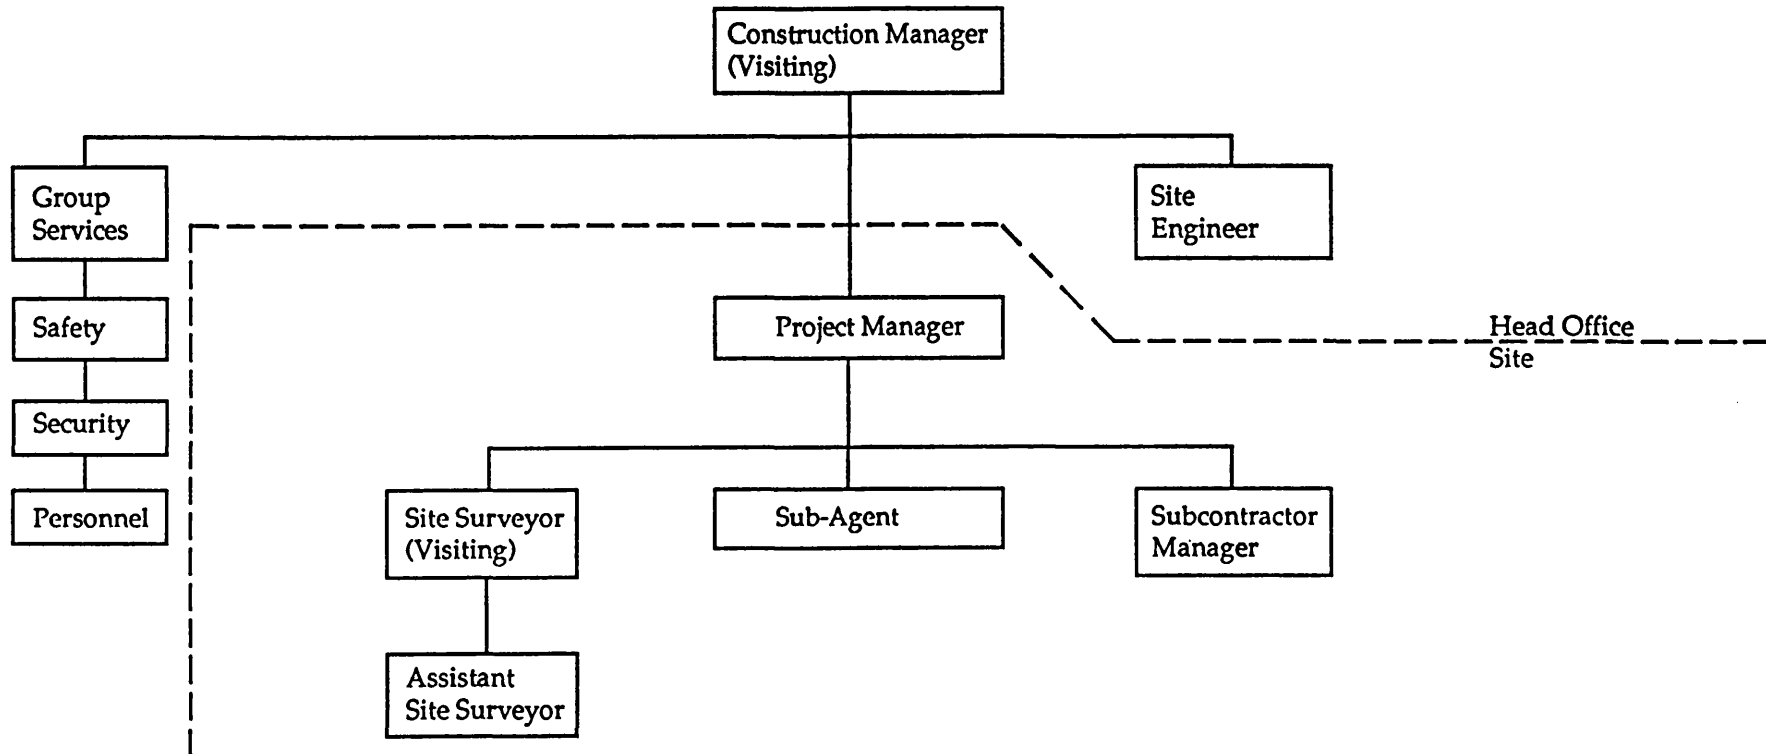 Construction Manager
(Visiting)
Group
Services
Site
Engineer
Safety
Project Manager
Head Office
Site
Security
Personnel
Site Surveyor
(Visiting)
Sub-Agent
Subcontractor
Manager
Assistant
Site Surveyor